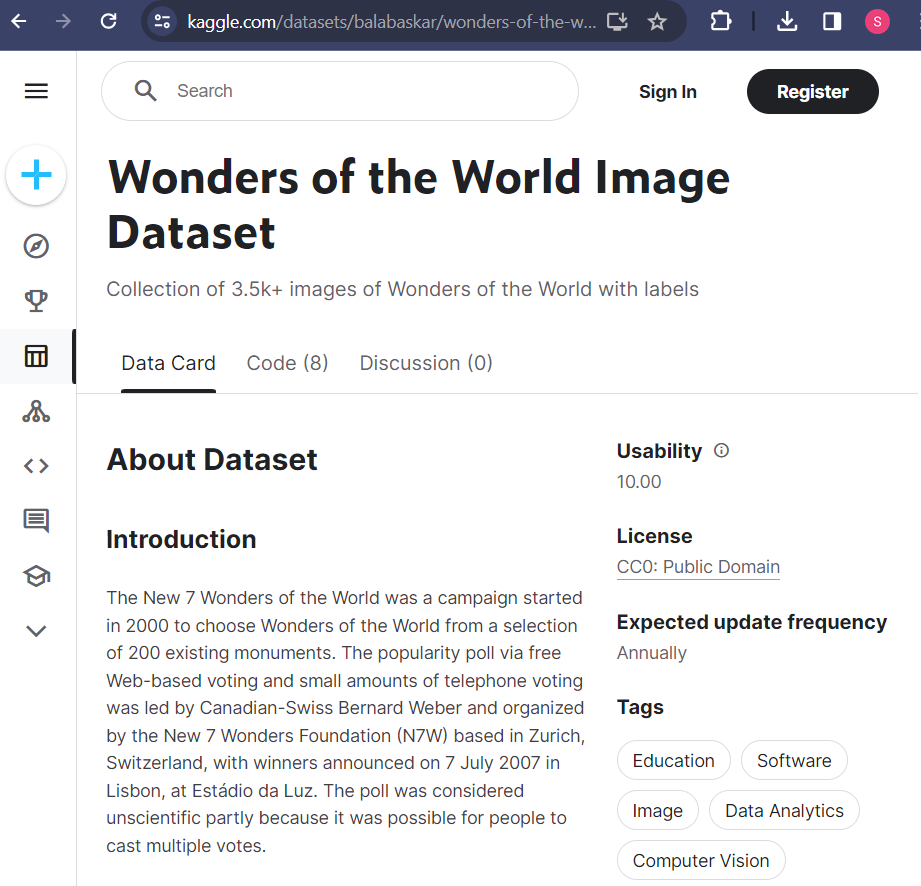 kaggle.com/datasets/balabaskar/wonders-of-the-w...
S
Search
Sign In
Register
Wonders of the World Image
Dataset
Collection of 3.5k+ images of Wonders of the World with labels
Data Card
Code (8)
Discussion (0)
About Dataset
Introduction
The New 7 Wonders of the World was a campaign started
in 2000 to choose Wonders of the World from a selection
of 200 existing monuments. The popularity poll via free
Web-based voting and small amounts of telephone voting
was led by Canadian-Swiss Bernard Weber and organized
by the New 7 Wonders Foundation (N7W) based in Zurich,
Switzerland, with winners announced on 7 July 2007 in
Lisbon, at Estádio da Luz. The poll was considered
unscientific partly because it was possible for people to
cast multiple votes.
Usability
10.00
License
CC0: Public Domain
Expected update frequency
Annually
Tags
Education
Software
Image
Data Analytics
Computer Vision